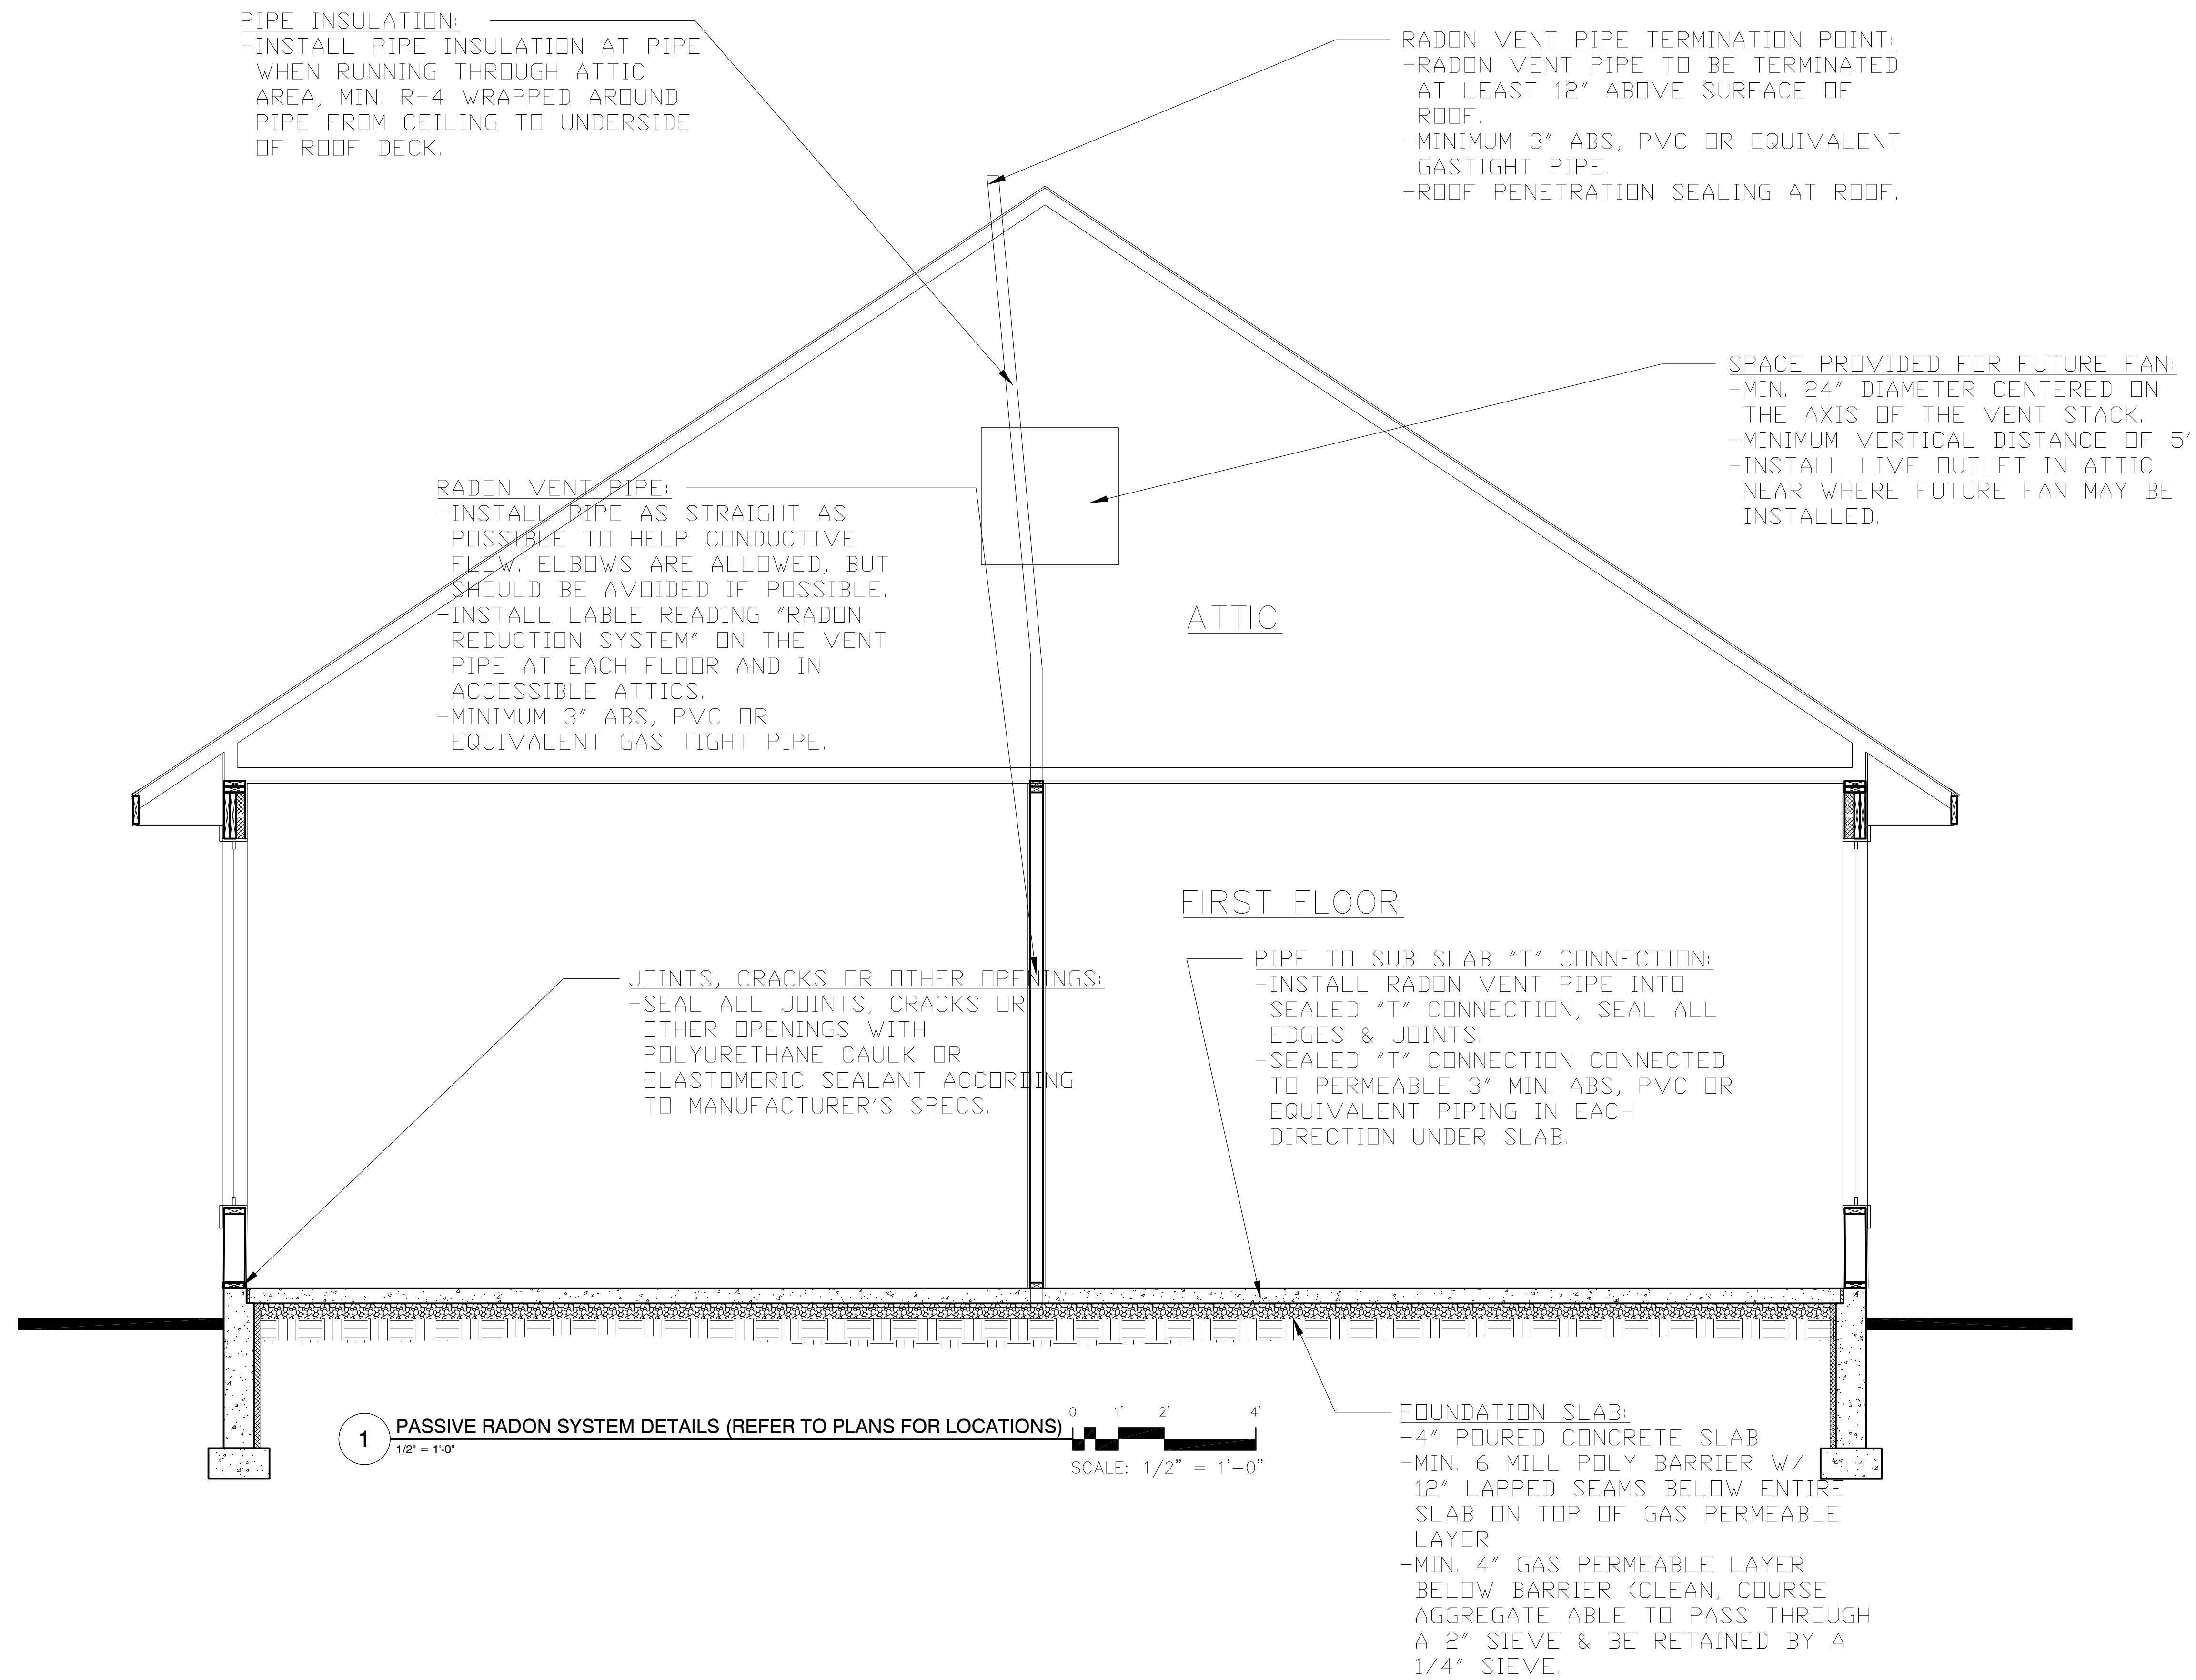 PIPE INSULATION:
-INSTALL PIPE INSULATION AT PIPE
WHEN RUNNING THROUGH ATTIC
AREA, MIN. R-4 WRAPPED AROUND
PIPE FROM CEILING TO UNDERSIDE
OF ROOF DECK.
RADON VENT PIPE TERMINATION POINT:
-RADON VENT PIPE TO BE TERMINATED
AT LEAST 12" ABOVE SURFACE OF
ROOF.
-MINIMUM 3" ABS, PVC OR EQUIVALENT
GASTIGHT PIPE.
-ROOF PENETRATION SEALING AT ROOF.
SPACE PROVIDED FOR FUTURE FAN:
-MIN. 24" DIAMETER CENTERED ON
THE AXIS OF THE VENT STACK.
-MINIMUM VERTICAL DISTANCE OF 5'
-INSTALL LIVE OUTLET IN ATTIC
NEAR WHERE FUTURE FAN MAY BE
INSTALLED.
RADON VENT PIPE:
-INSTALL PIPE AS STRAIGHT AS
POSSIBLE TO HELP CONDUCTIVE
FLOW. ELBOWS ARE ALLOWED, BUT
SHOULD BE AVOIDED IF POSSIBLE.
-INSTALL LABLE READING "RADON
REDUCTION SYSTEM" ON THE VENT
PIPE AT EACH FLOOR AND IN
ACCESSIBLE ATTICS.
-MINIMUM 3" ABS, PVC OR
EQUIVALENT GAS TIGHT PIPE.
ATTIC
FIRST FLOOR
JOINTS, CRACKS OR OTHER OPENINGS:
-SEAL ALL JOINTS, CRACKS OR
OTHER OPENINGS WITH
POLYURETHANE CAULK OR
ELASTOMERIC SEALANT ACCORDING
TO MANUFACTURER'S SPECS.
PIPE TO SUB SLAB "T" CONNECTION:
-INSTALL RADON VENT PIPE INTO
SEALED "T" CONNECTION, SEAL ALL
EDGES & JOINTS.
-SEALED "T" CONNECTION CONNECTED
TO PERMEABLE 3" MIN. ABS, PVC OR
EQUIVALENT PIPING IN EACH
DIRECTION UNDER SLAB.
1 PASSIVE RADON SYSTEM DETAILS (REFER TO PLANS FOR LOCATIONS)
1/2" = 1'-0"
0 1' 2' 4'
SCALE: 1/2" = 1'-0"
FOUNDATION SLAB:
-4" POURED CONCRETE SLAB
-MIN. 6 MILL POLY BARRIER W/
12" LAPPED SEAMS BELOW ENTIRE
SLAB ON TOP OF GAS PERMEABLE
LAYER
-MIN. 4" GAS PERMEABLE LAYER
BELOW BARRIER (CLEAN, COURSE
AGGREGATE ABLE TO PASS THROUGH
A 2" SIEVE & BE RETAINED BY A
1/4" SIEVE.